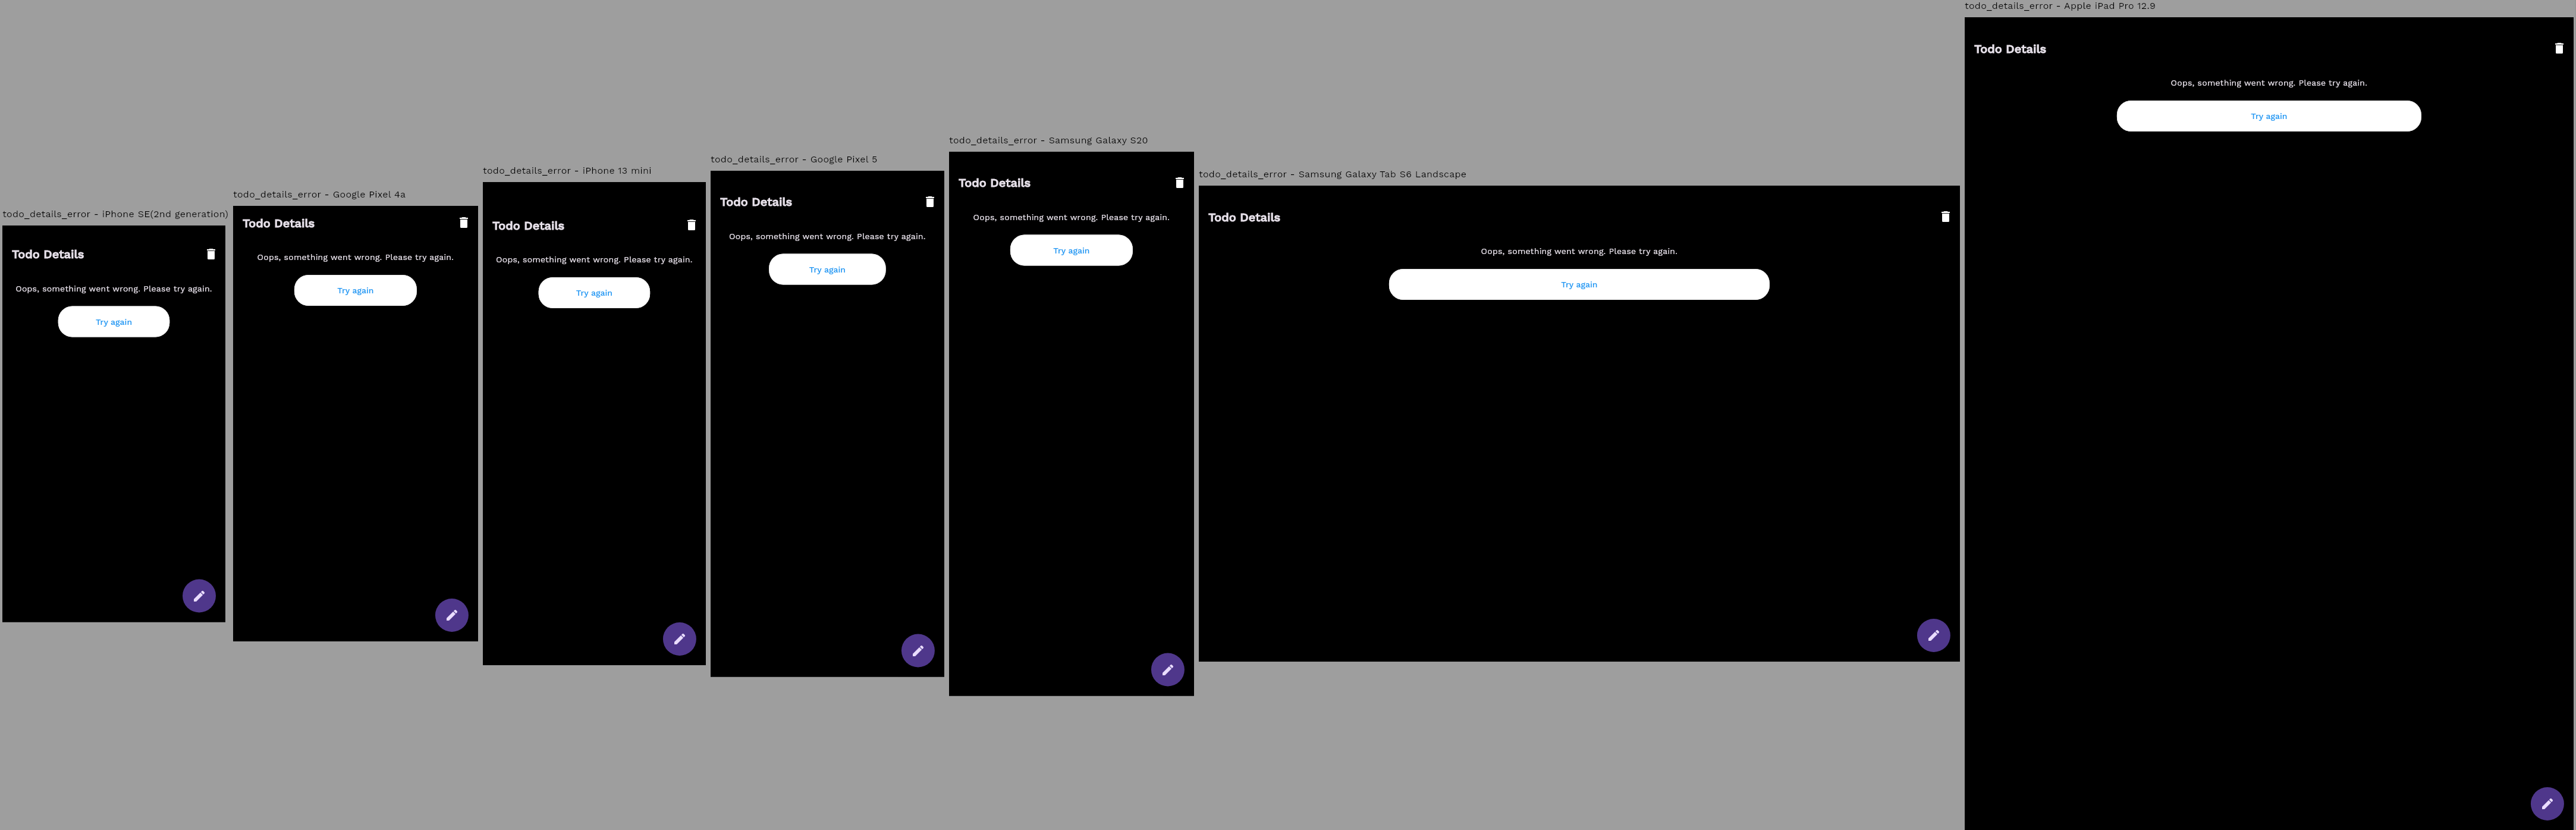 todo_details_error - iPhone SE(2nd generation)
Todo Details
Oops, something went wrong. Please try again.
Try again
todo_details_error - Google Pixel 4a
Todo Details
Oops, something went wrong. Please try again.
Try again
todo_details_error - iPhone 13 mini
Todo Details
Oops, something went wrong. Please try again.
Try again
todo_details_error - Google Pixel 5
Todo Details
Oops, something went wrong. Please try again.
Try again
todo_details_error - Samsung Galaxy S20
Todo Details
Oops, something went wrong. Please try again.
Try again
todo_details_error - Samsung Galaxy Tab S6 Landscape
Todo Details
Oops, something went wrong. Please try again.
Try again
todo_details_error - Apple iPad Pro 12.9
Todo Details
Oops, something went wrong. Please try again.
Try again